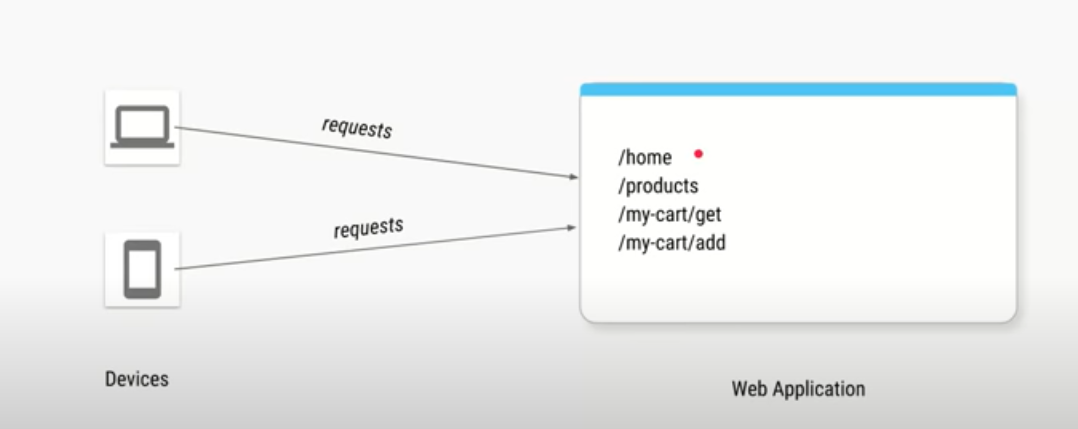 requests
requests
/home
/products
/my-cart/get
/my-cart/add
Devices
Web Application